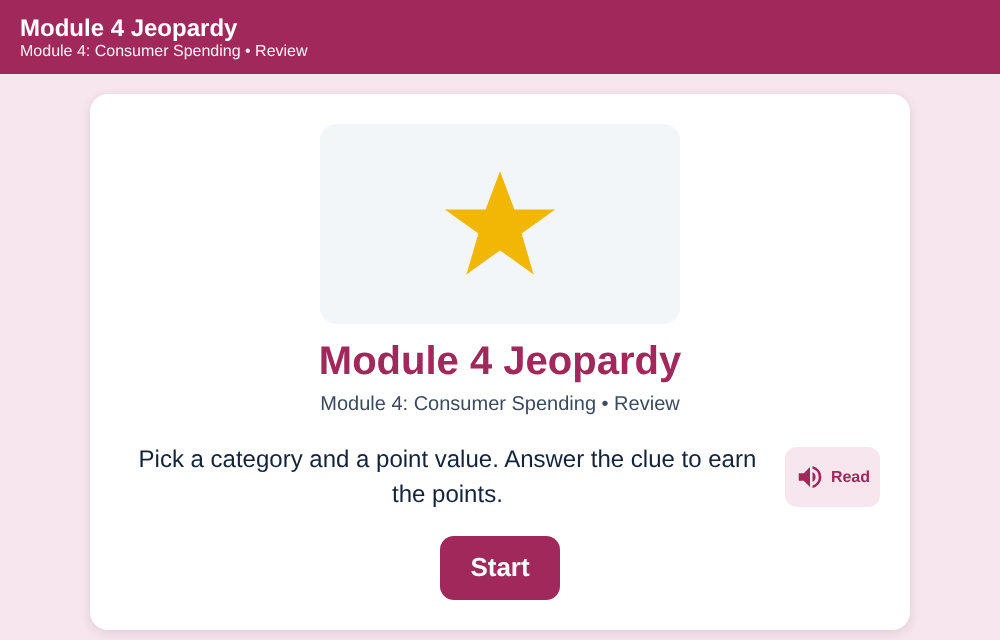 Module 4 Jeopardy
Module 4: Consumer Spending • Review
Module 4 Jeopardy
Module 4: Consumer Spending • Review
Pick a category and a point value. Answer the clue to earn
the points.
Read
Start